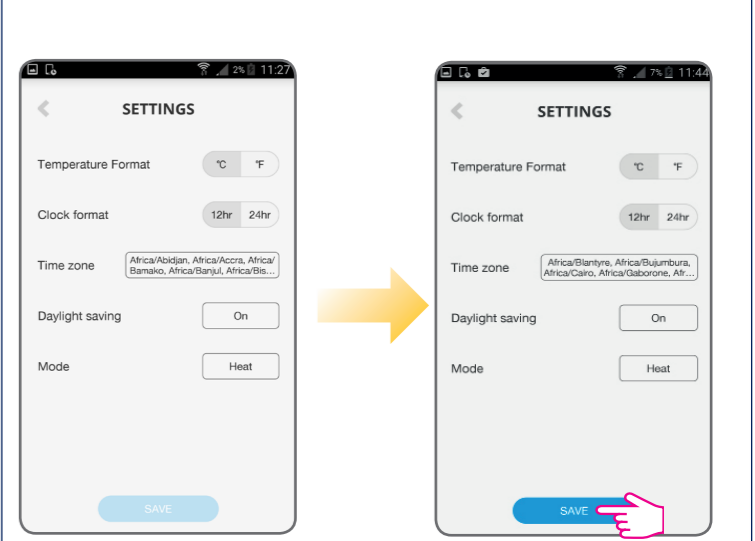 2% 11:27
SETTINGS
Temperature Format
°C °F
Clock format
12hr 24hr
Time zone
Africa/Abidjan, Africa/Accra, Africa/
Bamako, Africa/Banjul, Africa/Bis...
Daylight saving
On
Mode
Heat
SAVE
7% 11:44
SETTINGS
Temperature Format
°C °F
Clock format
12hr 24hr
Time zone
Africa/Blantyre, Africa/Bujumbura,
Africa/Cairo, Africa/Gaborone, Afr...
Daylight saving
On
Mode
Heat
SAVE